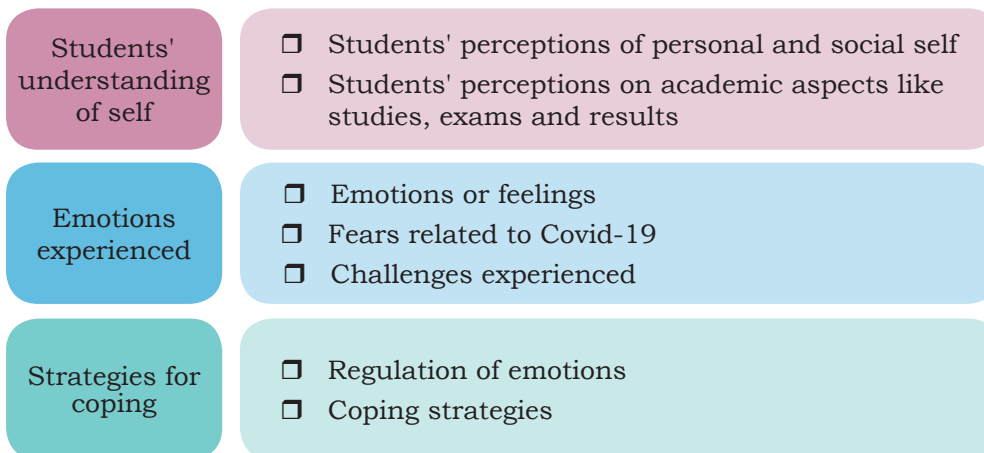 Students'
understanding
of self
❒ Students' perceptions of personal and social self
❒ Students' perceptions on academic aspects like
studies, exams and results
Emotions
experienced
❒ Emotions or feelings
❒ Fears related to Covid-19
❒ Challenges experienced
Strategies for
coping
❒ Regulation of emotions
❒ Coping strategies